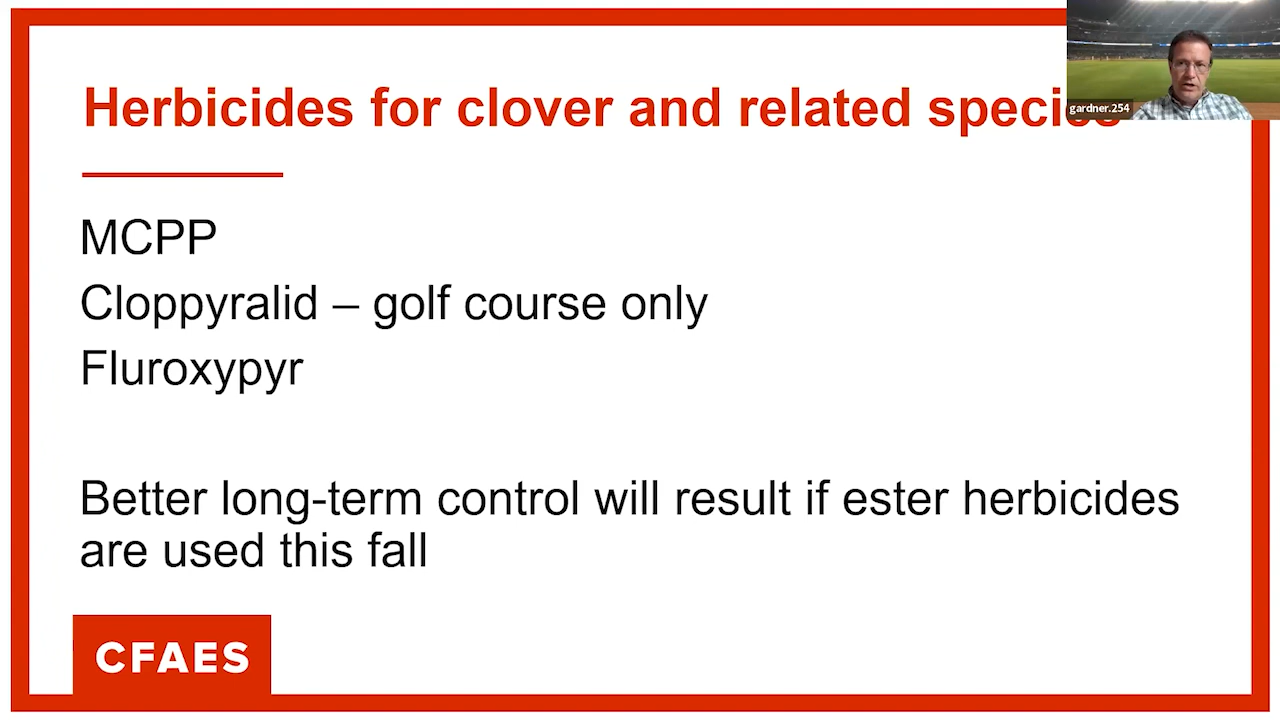 Herbicides for clover and related species
gardner.254
MCPP
Cloppyralid – golf course only
Fluroxypyr
Better long-term control will result if ester herbicides
are used this fall
CFAES